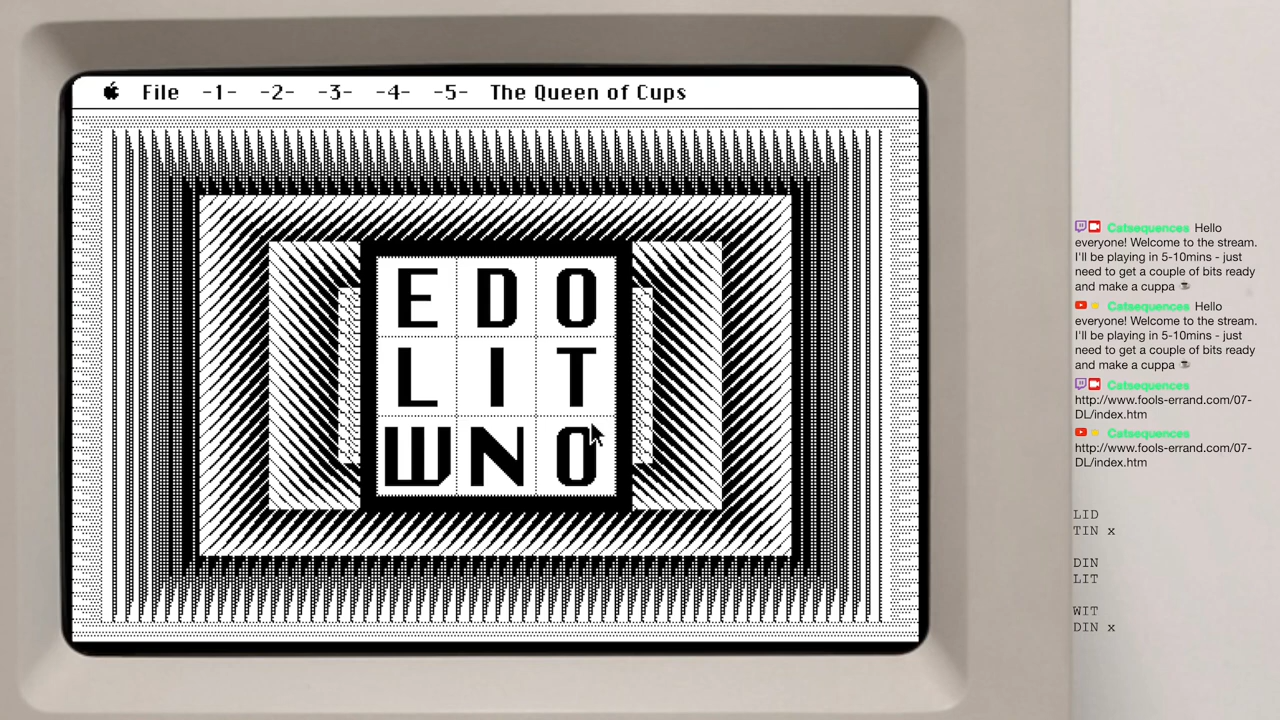 File -1- -2- -3- -4- -5- The Queen of Cups
E D O
L I T
W N O
Catsequences Hello
everyone! Welcome to the stream.
I'll be playing in 5-10mins - just
need to get a couple of bits ready
and make a cuppa ☕
Catsequences Hello
everyone! Welcome to the stream.
I'll be playing in 5-10mins - just
need to get a couple of bits ready
and make a cuppa ☕
Catsequences
http://www.fools-errand.com/07-
DL/index.htm
Catsequences
http://www.fools-errand.com/07-
DL/index.htm
LID
TIN x
DIN
LIT
WIT
DIN x